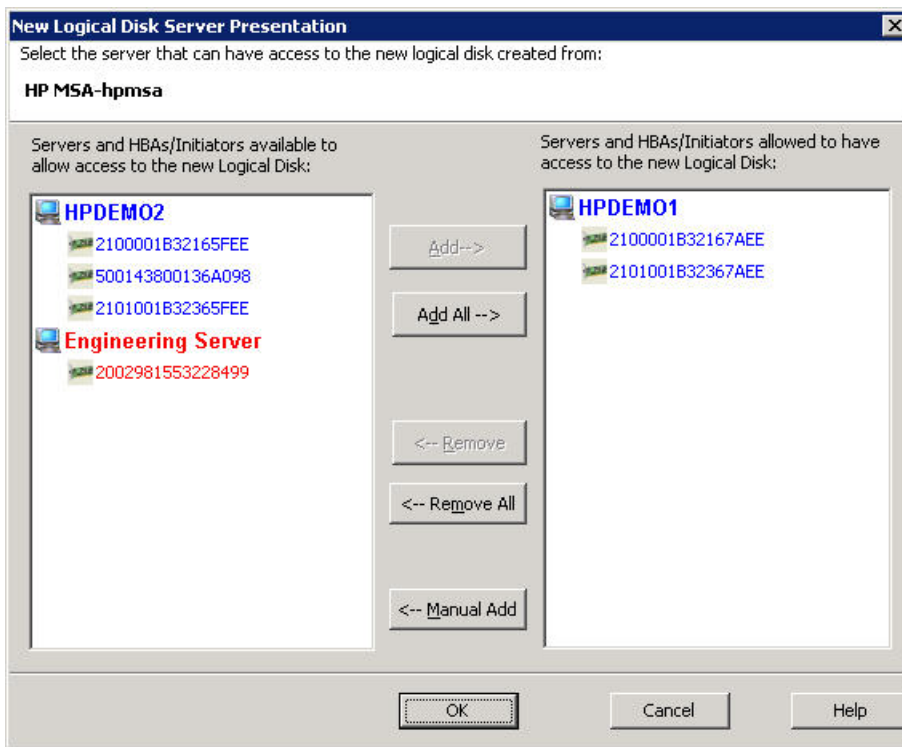 New Logical Disk Server Presentation
Select the server that can have access to the new logical disk created from:
HP MSA-hpmsa
Servers and HBAs/Initiators available to
allow access to the new Logical Disk:
HPDEMO2
2100001B32165FEE
500143800136A098
2101001B32365FEE
Engineering Server
2002981553228499
Add-->
Add All -->
<-- Remove
<-- Remove All
<-- Manual Add
Servers and HBAs/Initiators allowed to have
access to the new Logical Disk:
HPDEMO1
2100001B32167AEE
2101001B32367AEE
OK
Cancel
Help